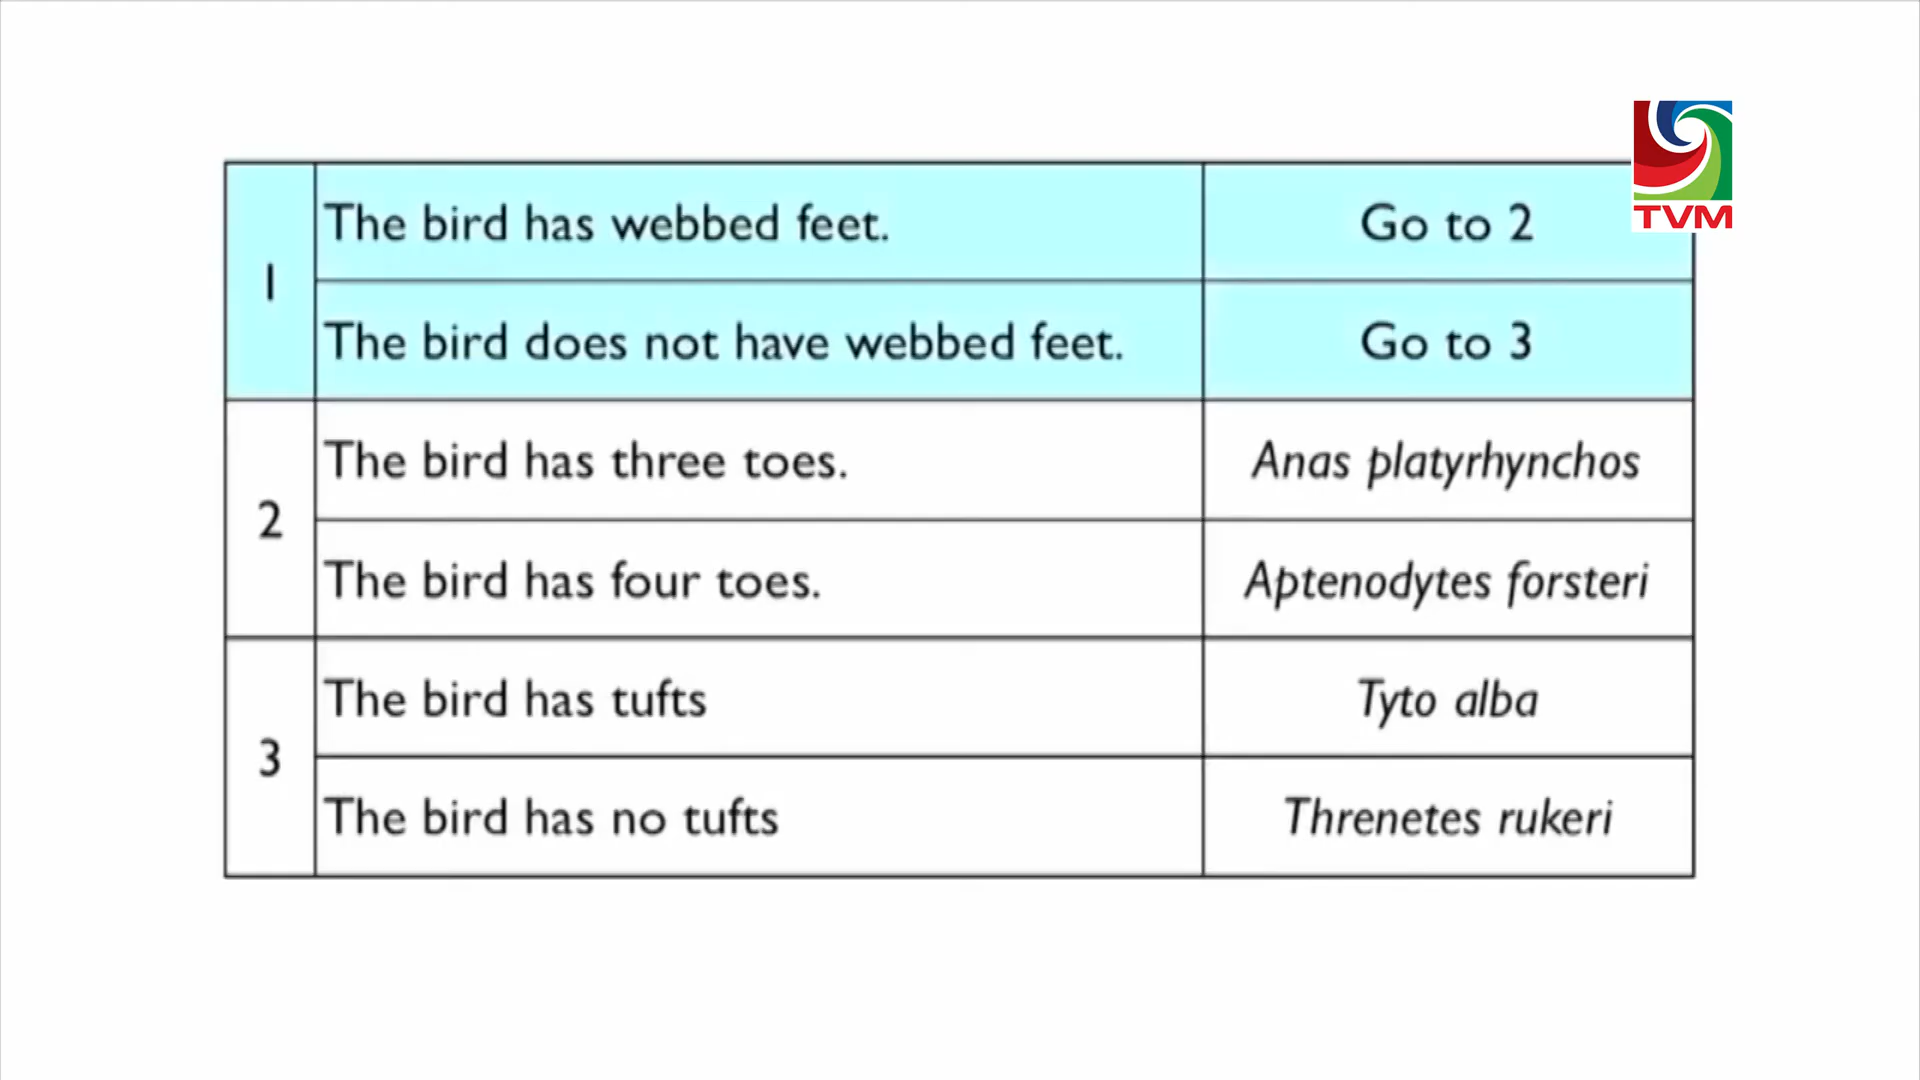 TVM
1
The bird has webbed feet.
Go to 2
The bird does not have webbed feet.
Go to 3
2
The bird has three toes.
Anas platyrhynchos
The bird has four toes.
Aptenodytes forsteri
3
The bird has tufts
Tyto alba
The bird has no tufts
Threnetes rukeri